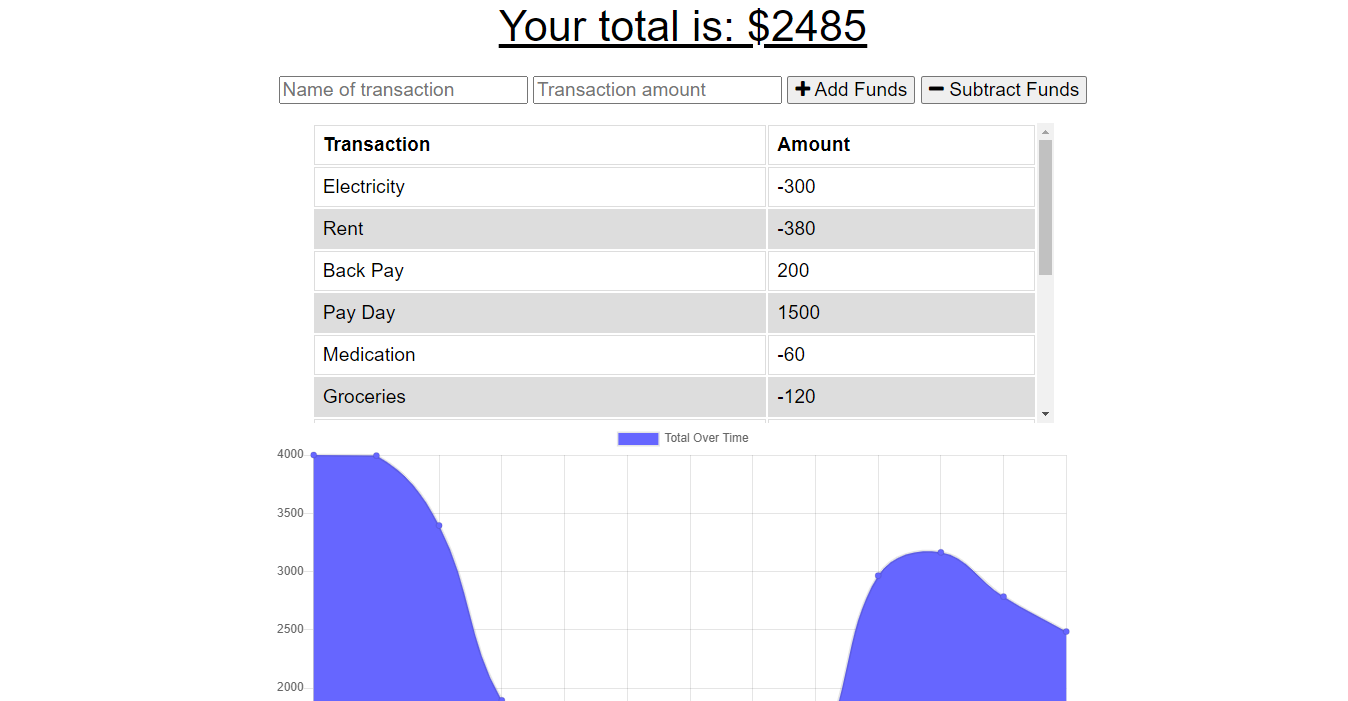 Your total is: $2485
Name of transaction Transaction amount + Add Funds − Subtract Funds
Transaction Amount
Electricity -300
Rent -380
Back Pay 200
Pay Day 1500
Medication -60
Groceries -120
Total Over Time
4000
3500
3000
2500
2000